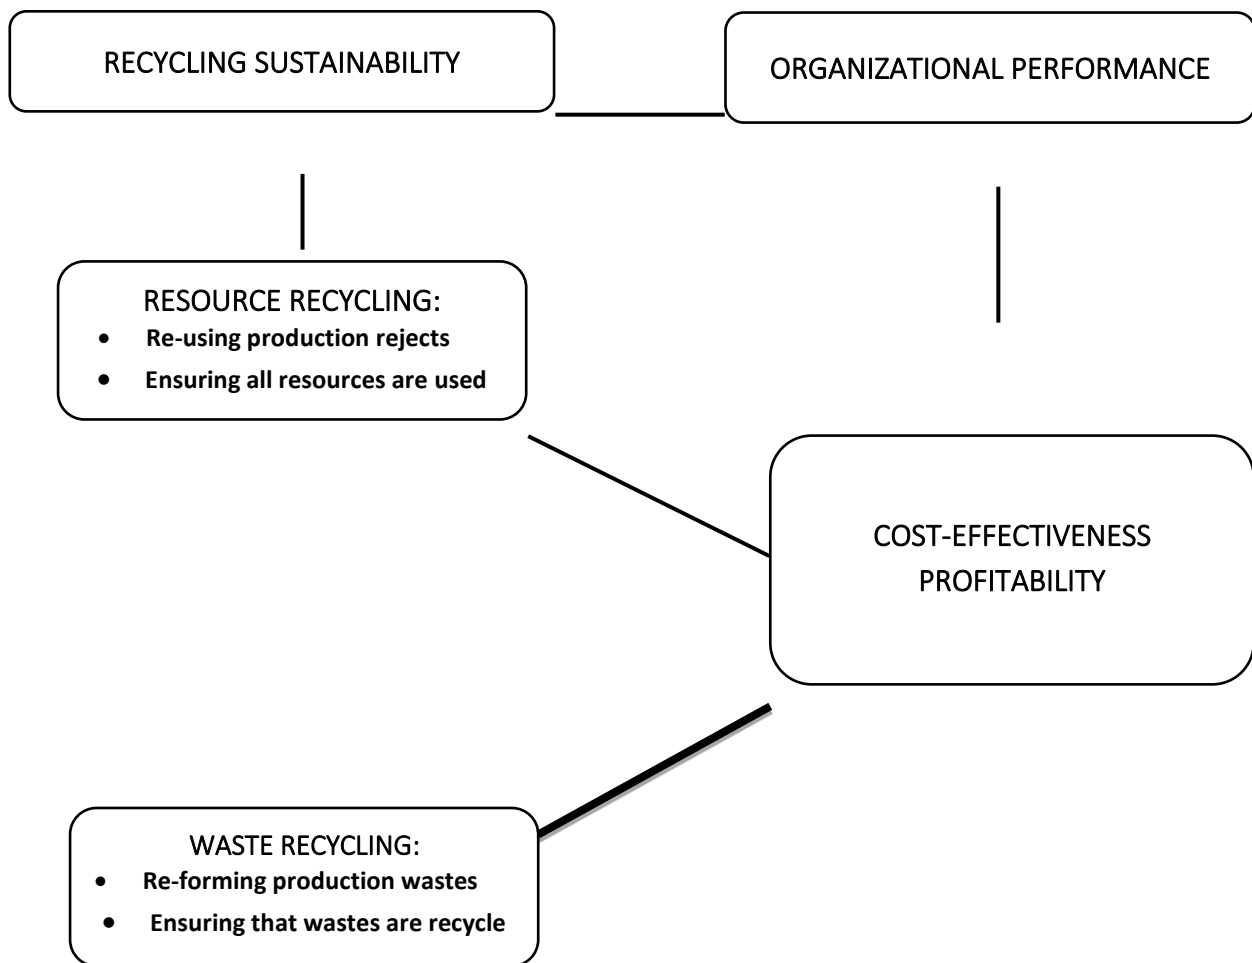 RECYCLING SUSTAINABILITY
ORGANIZATIONAL PERFORMANCE
RESOURCE RECYCLING:
• Re-using production rejects
• Ensuring all resources are used
COST-EFFECTIVENESS
PROFITABILITY
WASTE RECYCLING:
• Re-forming production wastes
• Ensuring that wastes are recycle